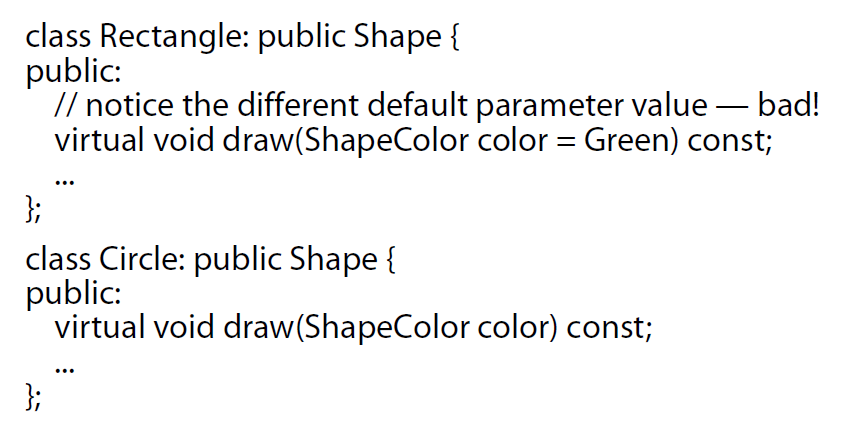 class Rectangle: public Shape {
public:
// notice the different default parameter value — bad!
virtual void draw(ShapeColor color = Green) const;
...
};
class Circle: public Shape {
public:
virtual void draw(ShapeColor color) const;
...
};